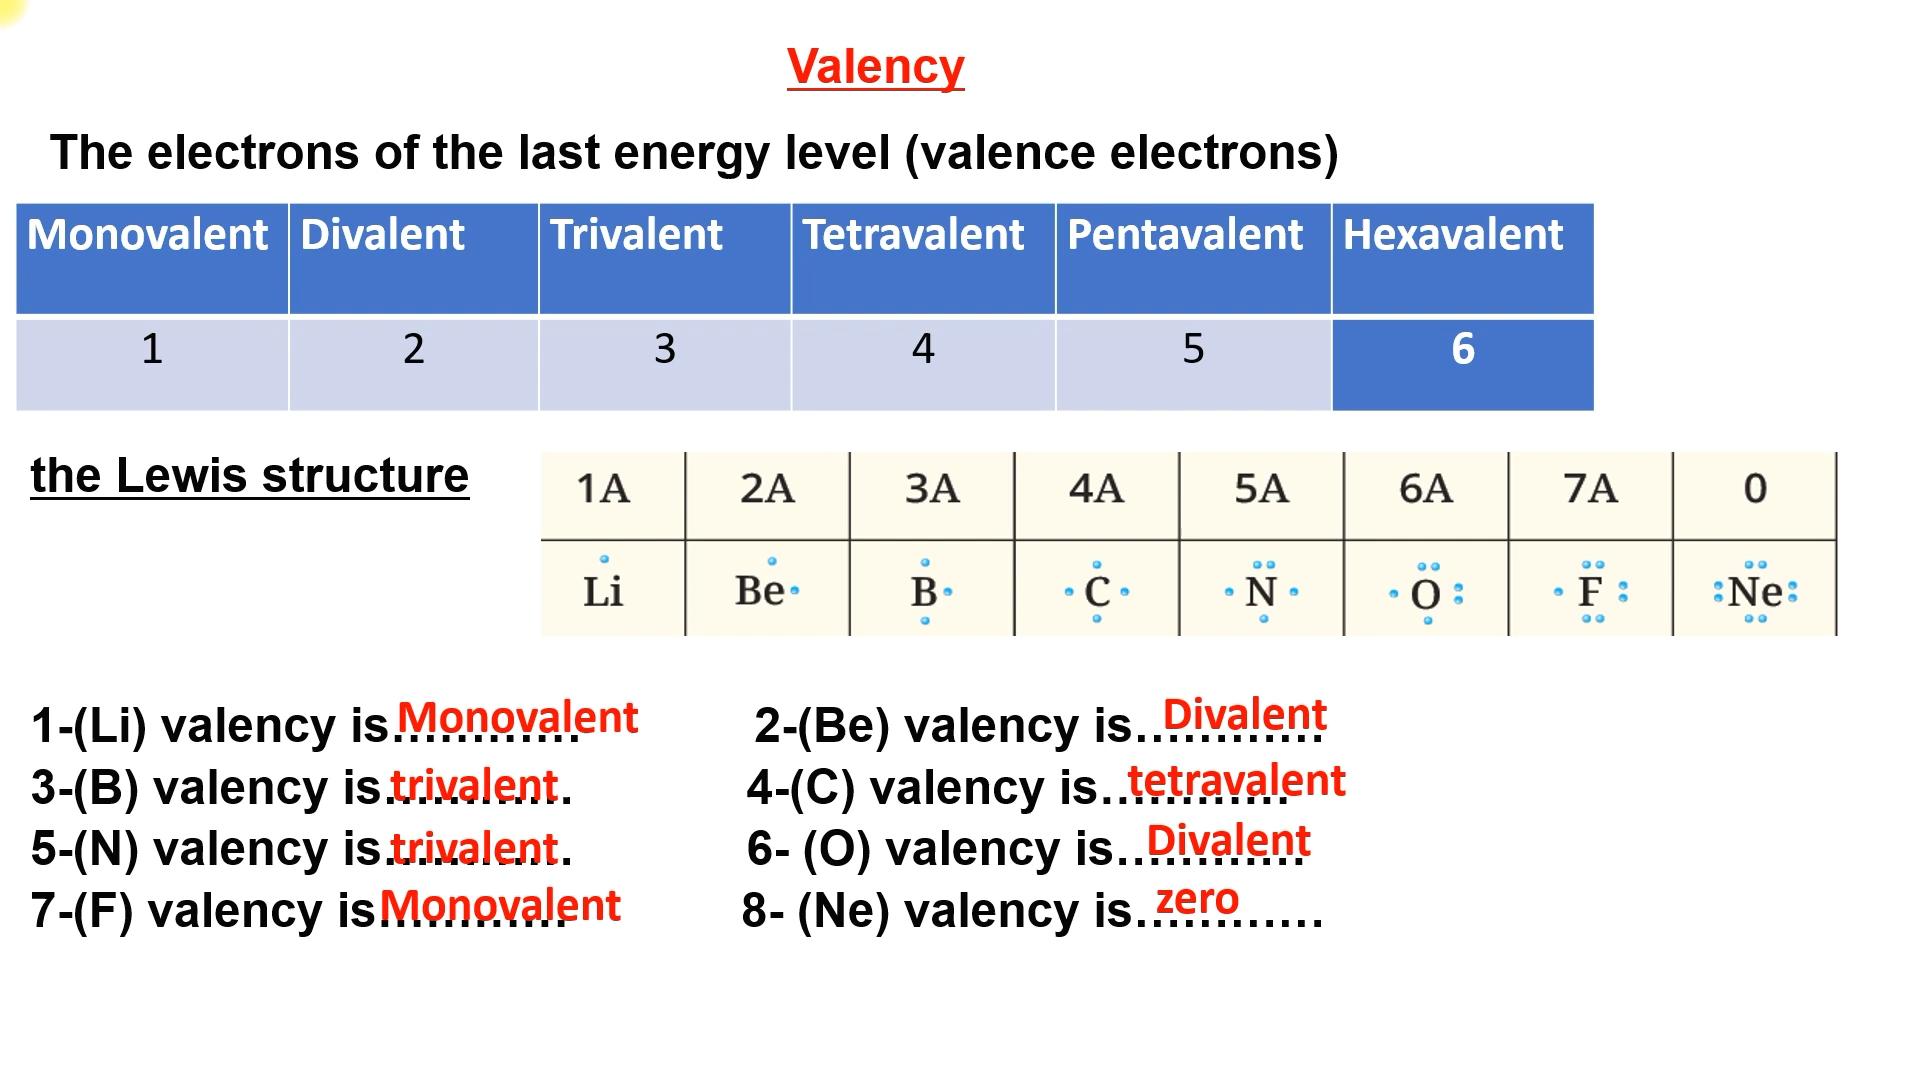 Valency
The electrons of the last energy level (valence electrons)
Monovalent Divalent Trivalent Tetravalent Pentavalent Hexavalent
1 2 3 4 5 6
the Lewis structure
1A 2A 3A 4A 5A 6A 7A 0
Li Be B C N O F Ne
1-(Li) valency is............ Monovalent 2-(Be) valency is............ Divalent
3-(B) valency is............ trivalent 4-(C) valency is............ tetravalent
5-(N) valency is............ trivalent 6- (O) valency is............ Divalent
7-(F) valency is............ Monovalent 8- (Ne) valency is............ zero